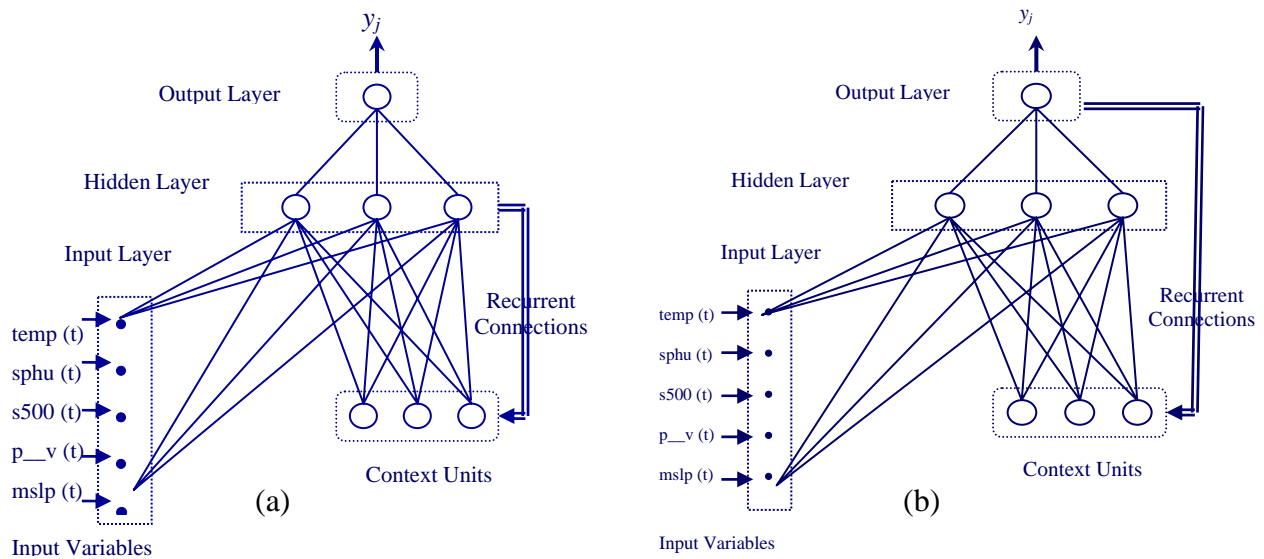 yj
Output Layer
Hidden Layer
Input Layer
Recurrent
Connections
temp (t)
sphu (t)
s500 (t)
p__v (t)
mslp (t)
Context Units
(a)
Input Variables
yj
Output Layer
Hidden Layer
Input Layer
Recurrent
Connections
temp (t)
sphu (t)
s500 (t)
p__v (t)
mslp (t)
Context Units
(b)
Input Variables